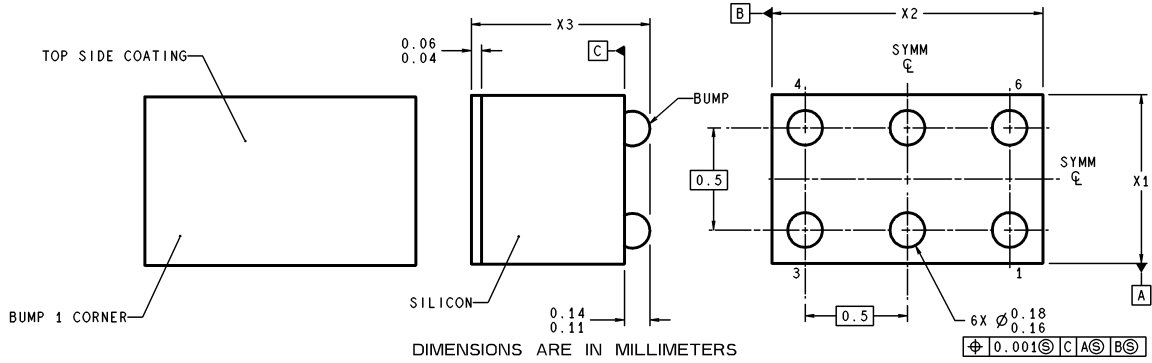 TOP SIDE COATING
BUMP 1 CORNER
X3
0.06
0.04
C
BUMP
SILICON
0.14
0.11
B
X2
SYMM
℄
4
6
0.5
SYMM
℄
X1
3
1
A
0.5
6X ⌀ 0.18
0.16
⌖ 0.001Ⓢ C AⓈ BⓈ
DIMENSIONS ARE IN MILLIMETERS